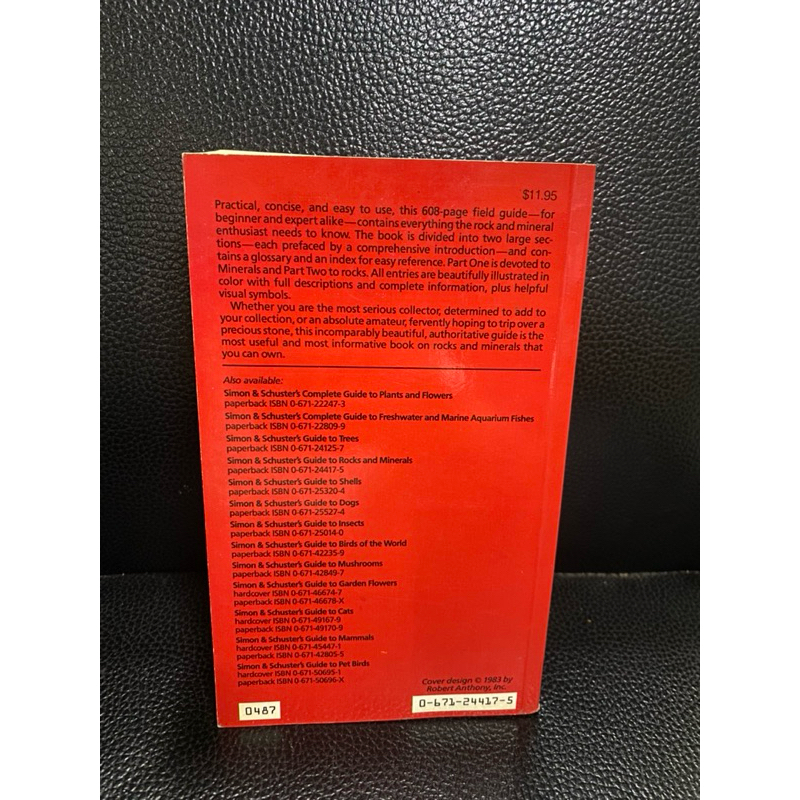 $11.95
Practical, concise, and easy to use, this 608-page field guide—for
beginner and expert alike—contains everything the rock and mineral
enthusiast needs to know. The book is divided into two large sec-
tions—each prefaced by a comprehensive introduction—and con-
tains a glossary and an index for easy reference. Part One is devoted to
Minerals and Part Two to rocks. All entries are beautifully illustrated in
color with full descriptions and complete information, plus helpful
visual symbols.
Whether you are the most serious collector, determined to add to
your collection, or an absolute amateur, fervently hoping to trip over a
precious stone, this incomparably beautiful, authoritative guide is the
most useful and most informative book on rocks and minerals that
you can own.
Also available:
Simon & Schuster's Complete Guide to Plants and Flowers
paperback ISBN 0-671-22247-3
Simon & Schuster's Complete Guide to Freshwater and Marine Aquarium Fishes
paperback ISBN 0-671-22809-9
Simon & Schuster's Guide to Trees
paperback ISBN 0-671-24125-7
Simon & Schuster's Guide to Rocks and Minerals
paperback ISBN 0-671-24417-5
Simon & Schuster's Guide to Shells
paperback ISBN 0-671-25320-4
Simon & Schuster's Guide to Dogs
paperback ISBN 0-671-25527-4
Simon & Schuster's Guide to Insects
paperback ISBN 0-671-25014-0
Simon & Schuster's Guide to Birds of the World
paperback ISBN 0-671-42235-9
Simon & Schuster's Guide to Mushrooms
paperback ISBN 0-671-42849-7
Simon & Schuster's Guide to Garden Flowers
hardcover ISBN 0-671-46674-7
paperback ISBN 0-671-46678-X
Simon & Schuster's Guide to Cats
hardcover ISBN 0-671-49167-9
paperback ISBN 0-671-49170-9
Simon & Schuster's Guide to Mammals
hardcover ISBN 0-671-45447-1
paperback ISBN 0-671-42805-5
Simon & Schuster's Guide to Pet Birds
hardcover ISBN 0-671-50695-1
paperback ISBN 0-671-50696-X
Cover design © 1983 by
Robert Anthony, Inc.
0487
0-671-24417-5